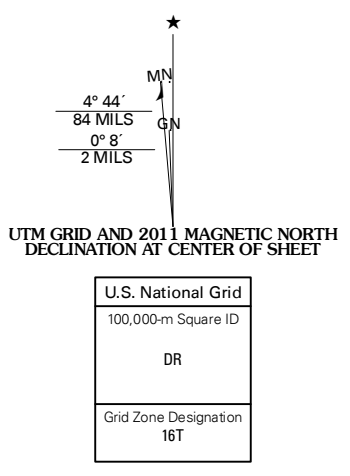 ★
MN
4° 44´
84 MILS
GN
0° 8´
2 MILS
UTM GRID AND 2011 MAGNETIC NORTH
DECLINATION AT CENTER OF SHEET
U.S. National Grid
100,000-m Square ID
DR
Grid Zone Designation
16T